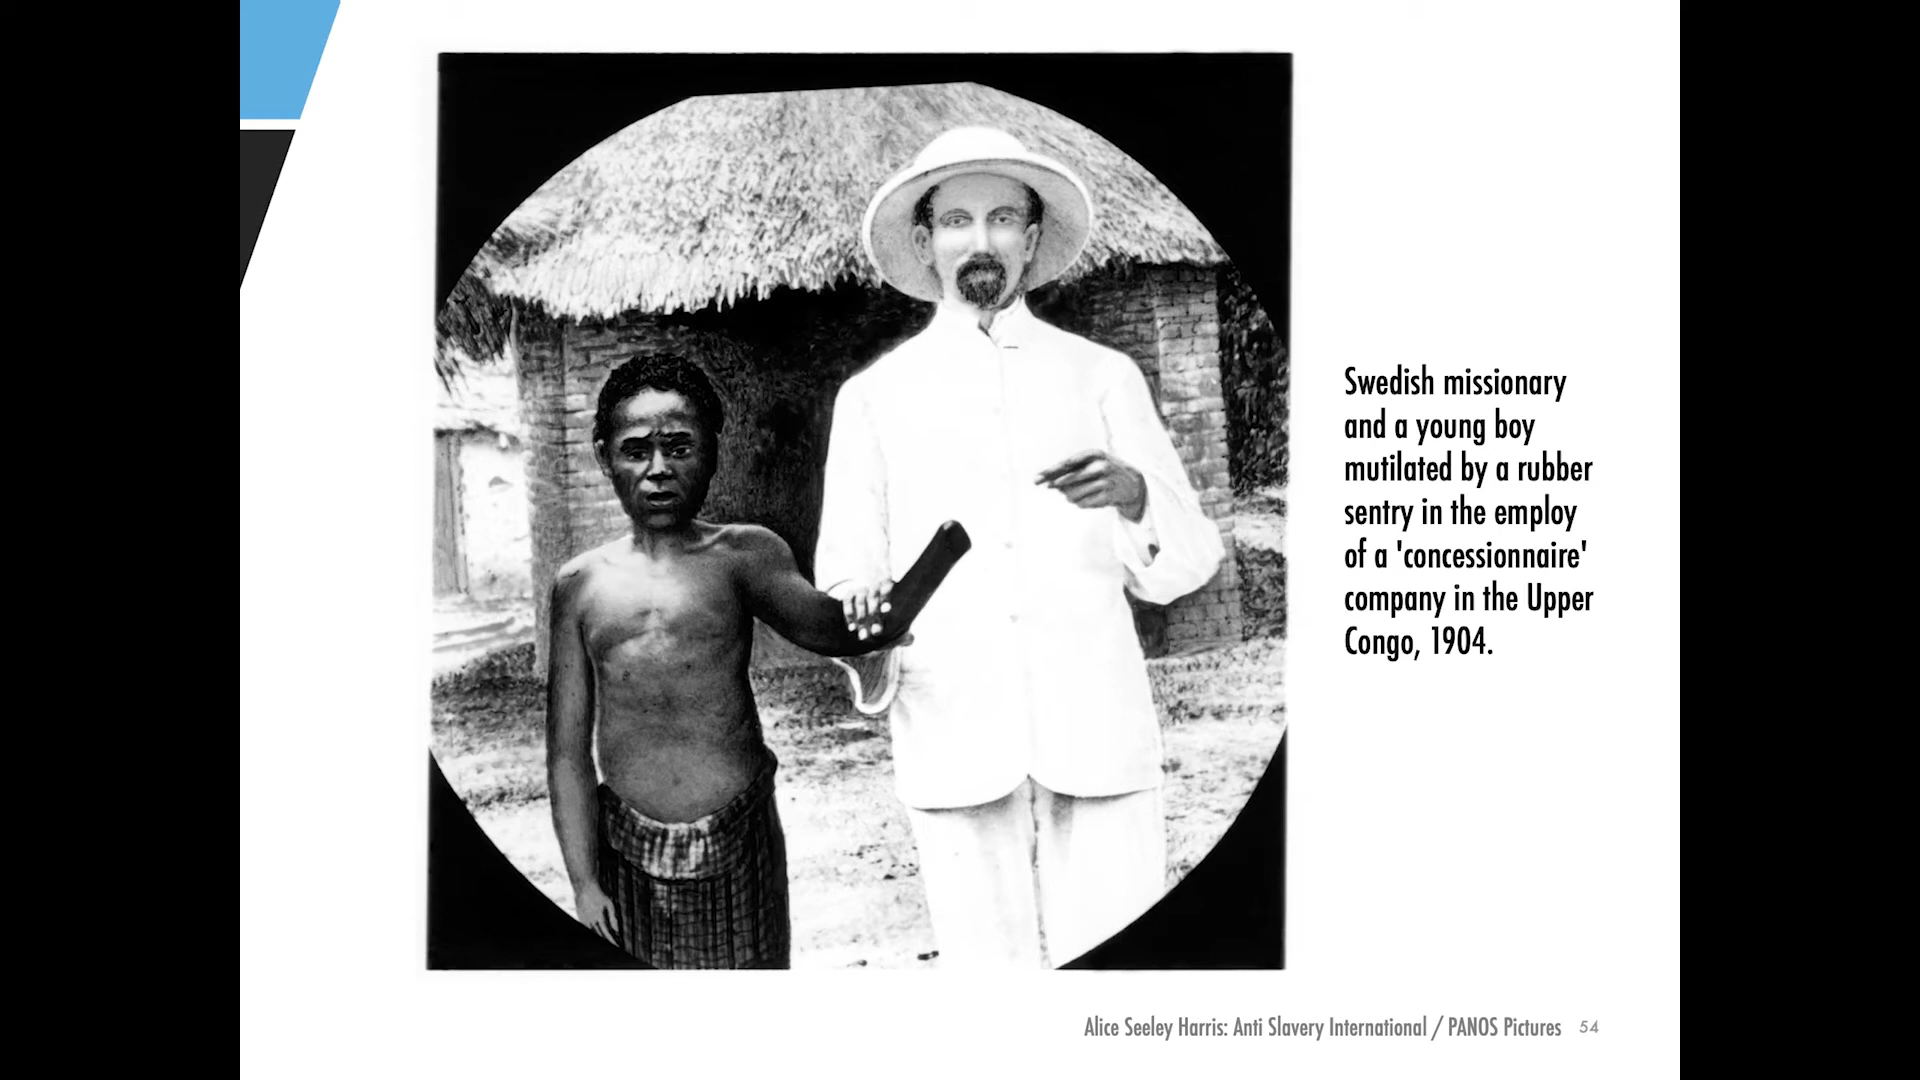 Swedish missionary
and a young boy
mutilated by a rubber
sentry in the employ
of a 'concessionnaire'
company in the Upper
Congo, 1904.
Alice Seeley Harris: Anti Slavery International / PANOS Pictures 54